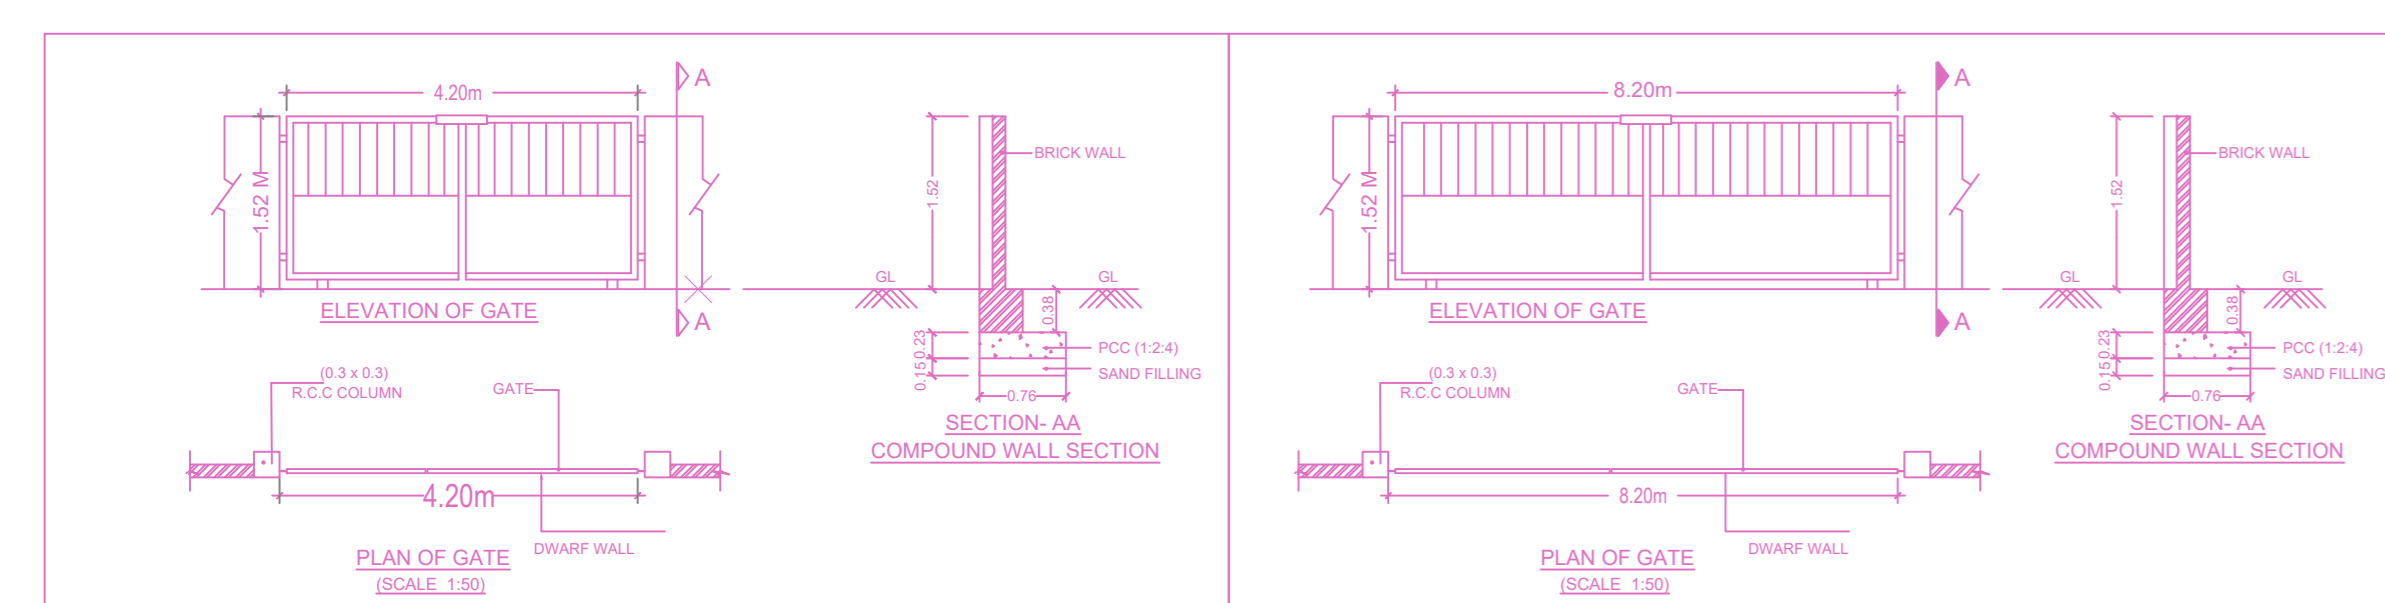 4.20m
A
1.52 M
A
ELEVATION OF GATE
BRICK WALL
1.52
GL
GL
0.38
0.23
0.15
PCC (1:2:4)
SAND FILLING
0.76
SECTION- AA
COMPOUND WALL SECTION
(0.3 x 0.3)
R.C.C COLUMN
GATE
4.20m
DWARF WALL
PLAN OF GATE
(SCALE 1:50)
8.20m
A
1.52 M
A
ELEVATION OF GATE
BRICK WALL
1.52
GL
GL
0.38
0.23
0.15
PCC (1:2:4)
SAND FILLING
0.76
SECTION- AA
COMPOUND WALL SECTION
(0.3 x 0.3)
R.C.C COLUMN
GATE
8.20m
DWARF WALL
PLAN OF GATE
(SCALE 1:50)